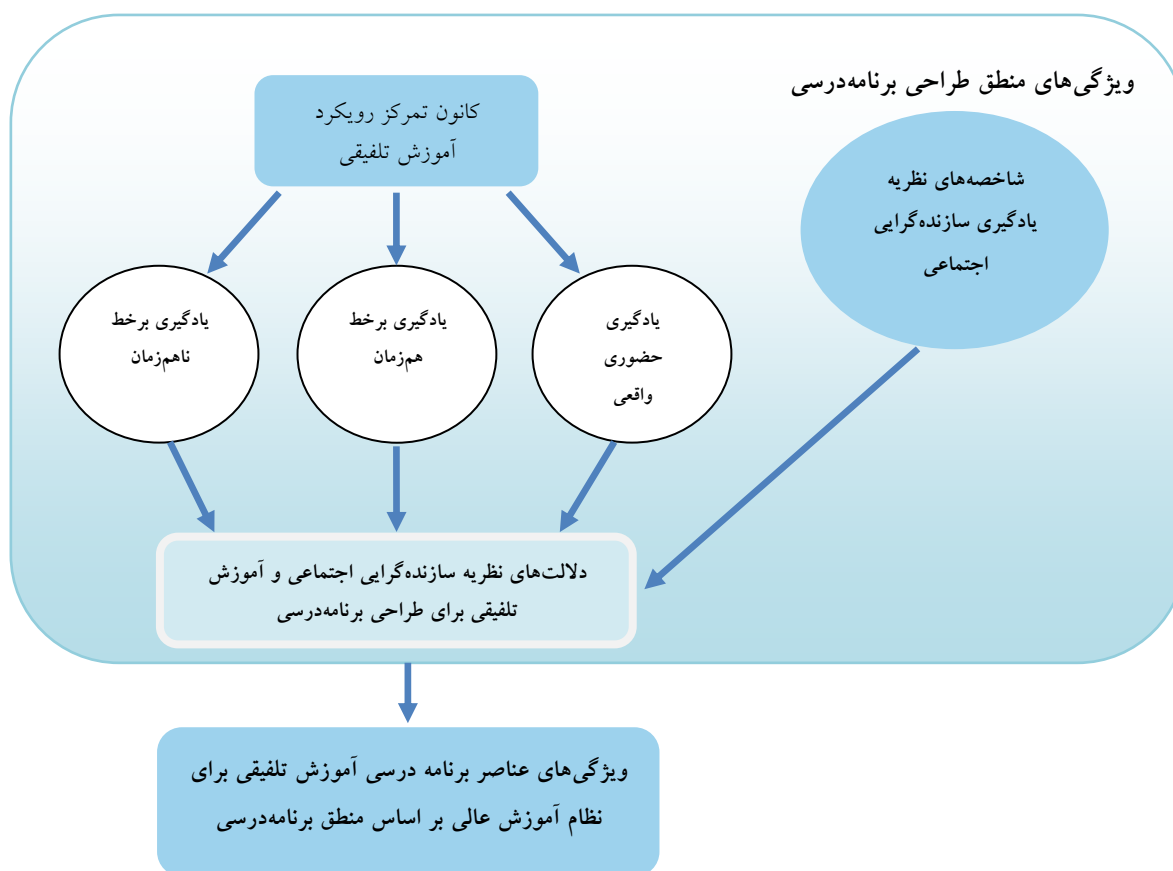 ویژگی‌های منطق طراحی برنامه‌درسی
کانون تمرکز رویکرد
آموزش تلفیقی
شاخصه‌های نظریه
یادگیری سازنده‌گرایی
اجتماعی
یادگیری
حضوری
واقعی
یادگیری برخط
هم‌زمان
یادگیری برخط
ناهم‌زمان
دلالت‌های نظریه سازنده‌گرایی اجتماعی و آموزش
تلفیقی برای طراحی برنامه‌درسی
ویژگی‌های عناصر برنامه درسی آموزش تلفیقی برای
نظام آموزش عالی بر اساس منطق برنامه‌درسی